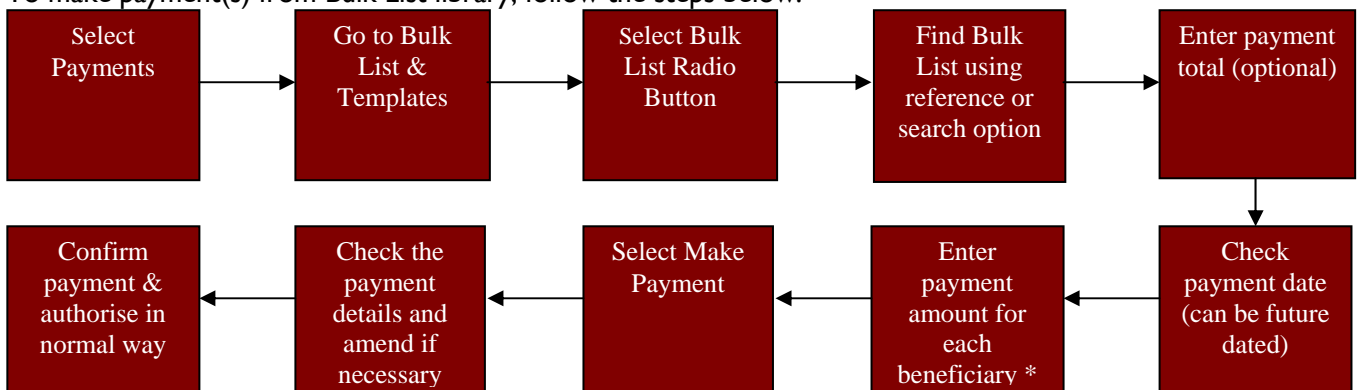 To make payment(s) from Bulk List library, follow the steps below:
Select
Payments
Go to Bulk
List &
Templates
Select Bulk
List Radio
Button
Find Bulk
List using
reference or
search option
Enter payment
total (optional)
Check
payment date
(can be future
dated)
Enter
payment
amount for
each
beneficiary *
Select Make
Payment
Check the
payment
details and
amend if
necessary
Confirm
payment &
authorise in
normal way